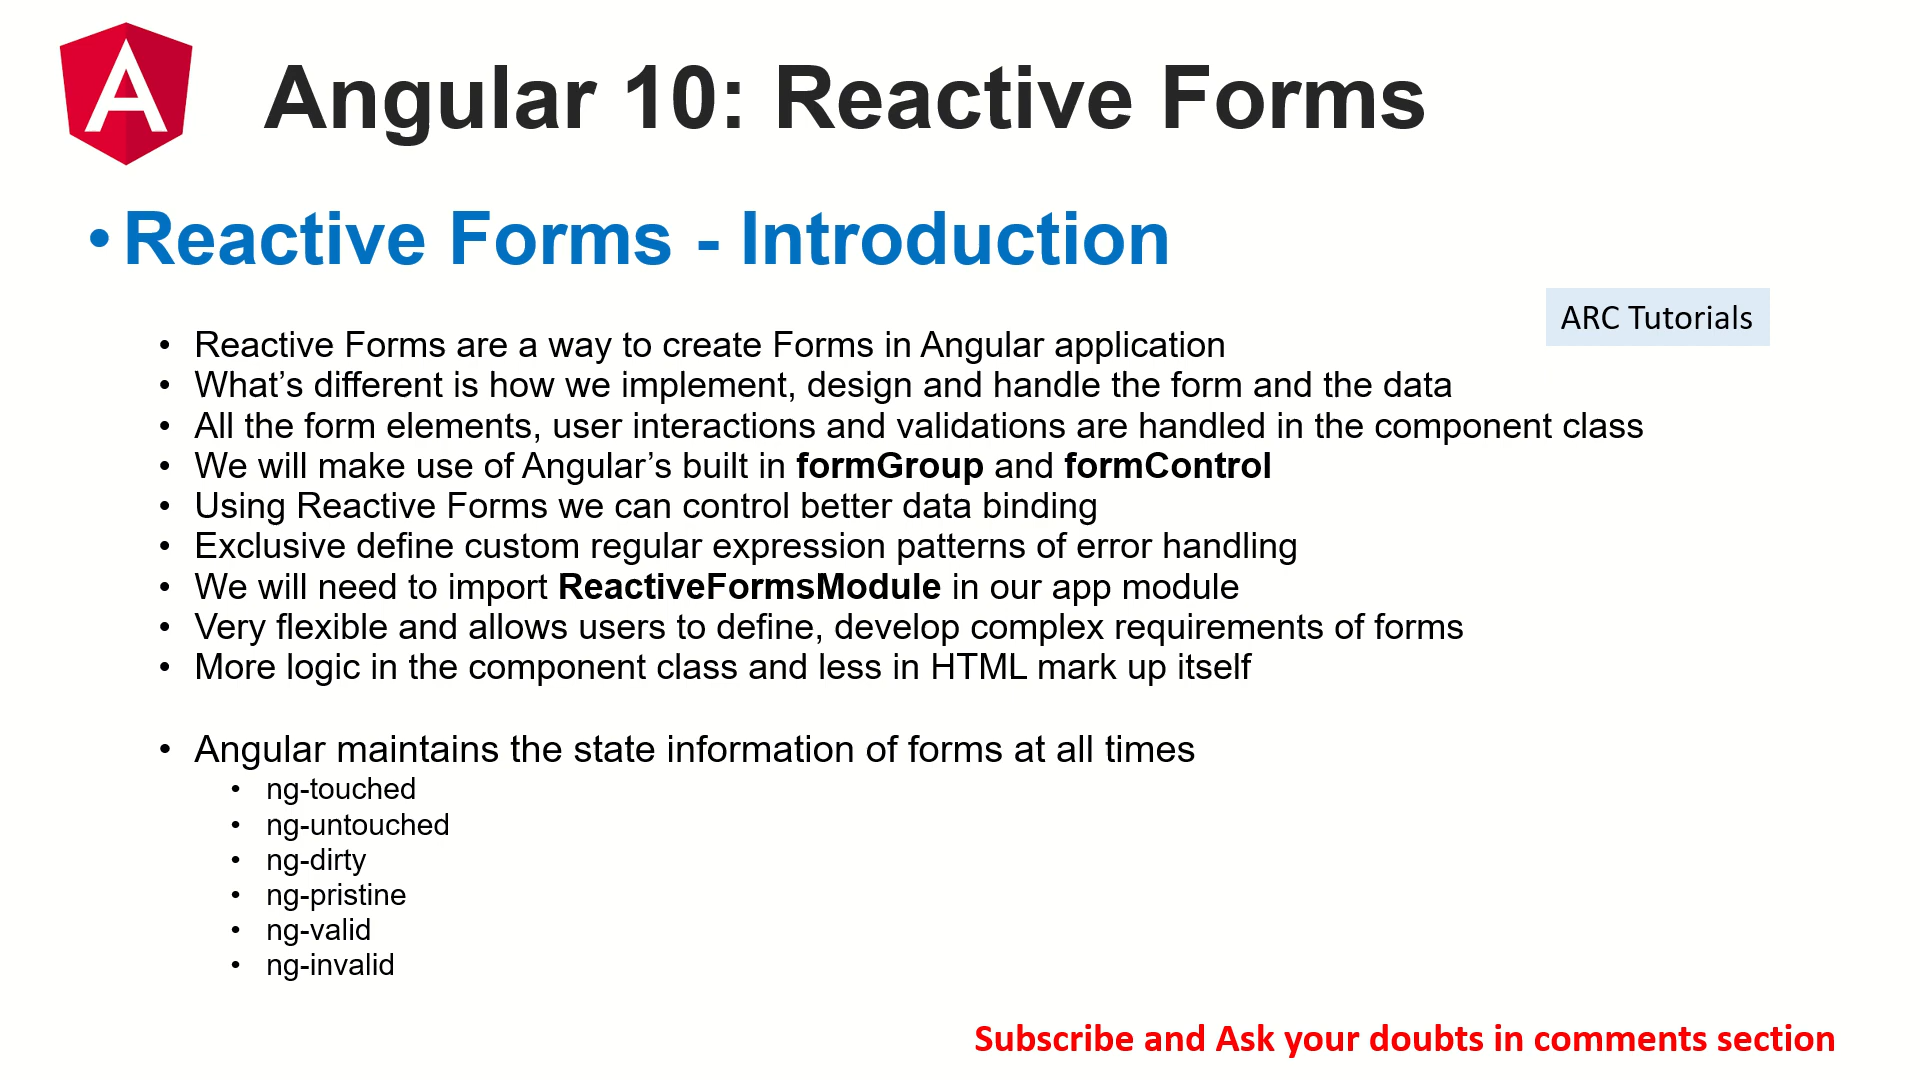 Angular 10: Reactive Forms
• Reactive Forms - Introduction
ARC Tutorials
• Reactive Forms are a way to create Forms in Angular application
• What’s different is how we implement, design and handle the form and the data
• All the form elements, user interactions and validations are handled in the component class
• We will make use of Angular’s built in formGroup and formControl
• Using Reactive Forms we can control better data binding
• Exclusive define custom regular expression patterns of error handling
• We will need to import ReactiveFormsModule in our app module
• Very flexible and allows users to define, develop complex requirements of forms
• More logic in the component class and less in HTML mark up itself
• Angular maintains the state information of forms at all times
• ng-touched
• ng-untouched
• ng-dirty
• ng-pristine
• ng-valid
• ng-invalid
Subscribe and Ask your doubts in comments section